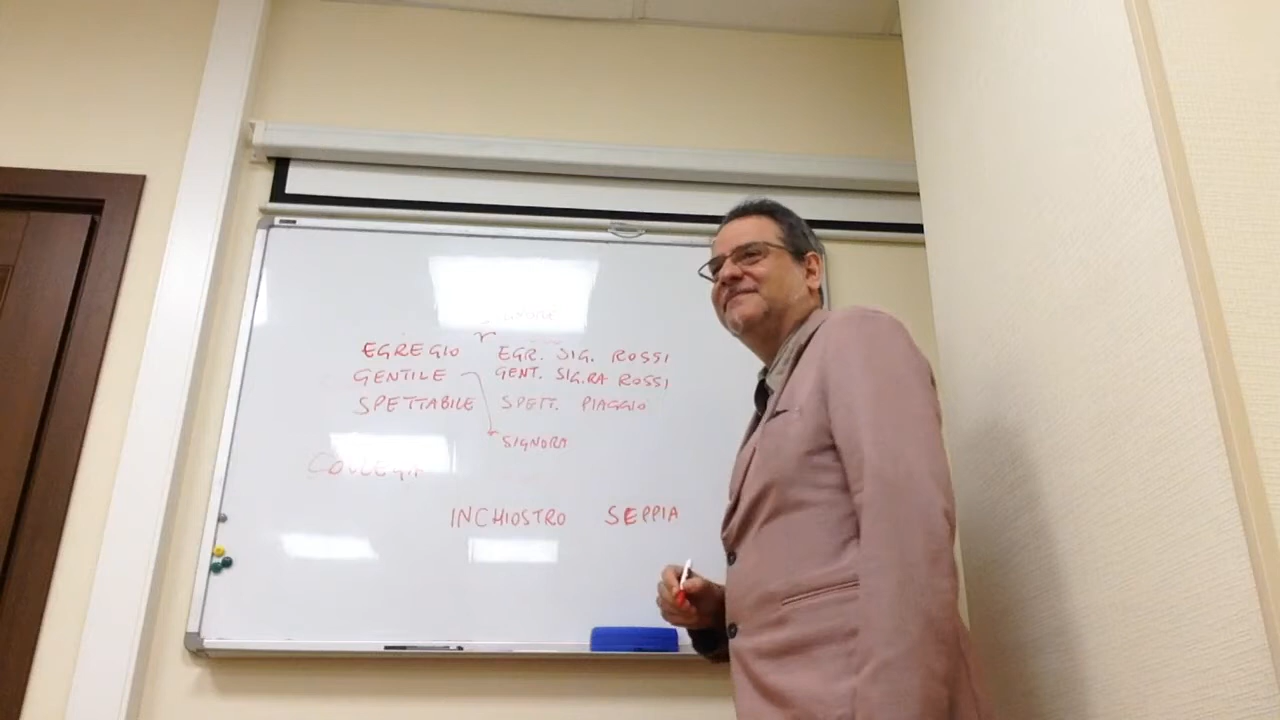 EGREGIO EGR. SIG. ROSSI
GENTILE GENT. SIG.RA ROSSI
SPETTABILE SPETT. PIAGGIO
SIGNORA
INCHIOSTRO SEPPIA